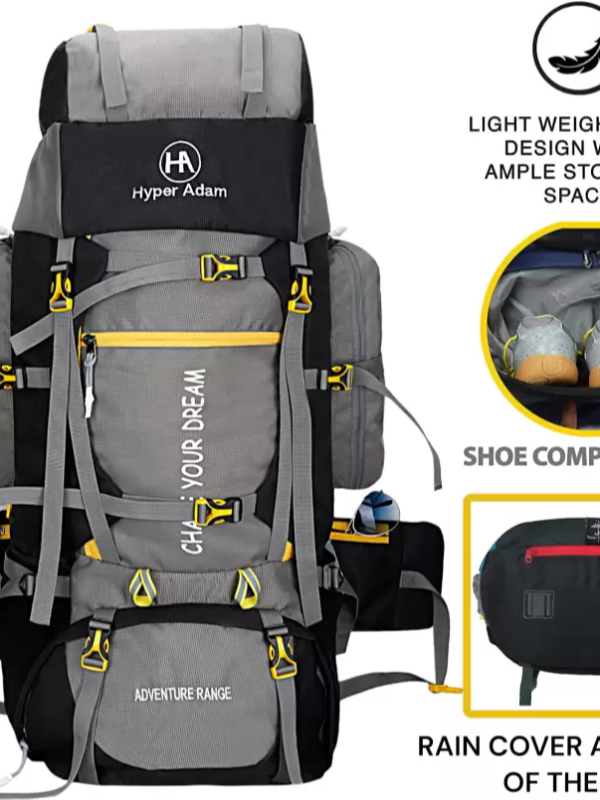 HA
Hyper Adam
YOUR DREAM
ADVENTURE RANGE
LIGHT WEIGH
DESIGN W
AMPLE STO
SPAC
SHOE COMP
RAIN COVER A
OF THE